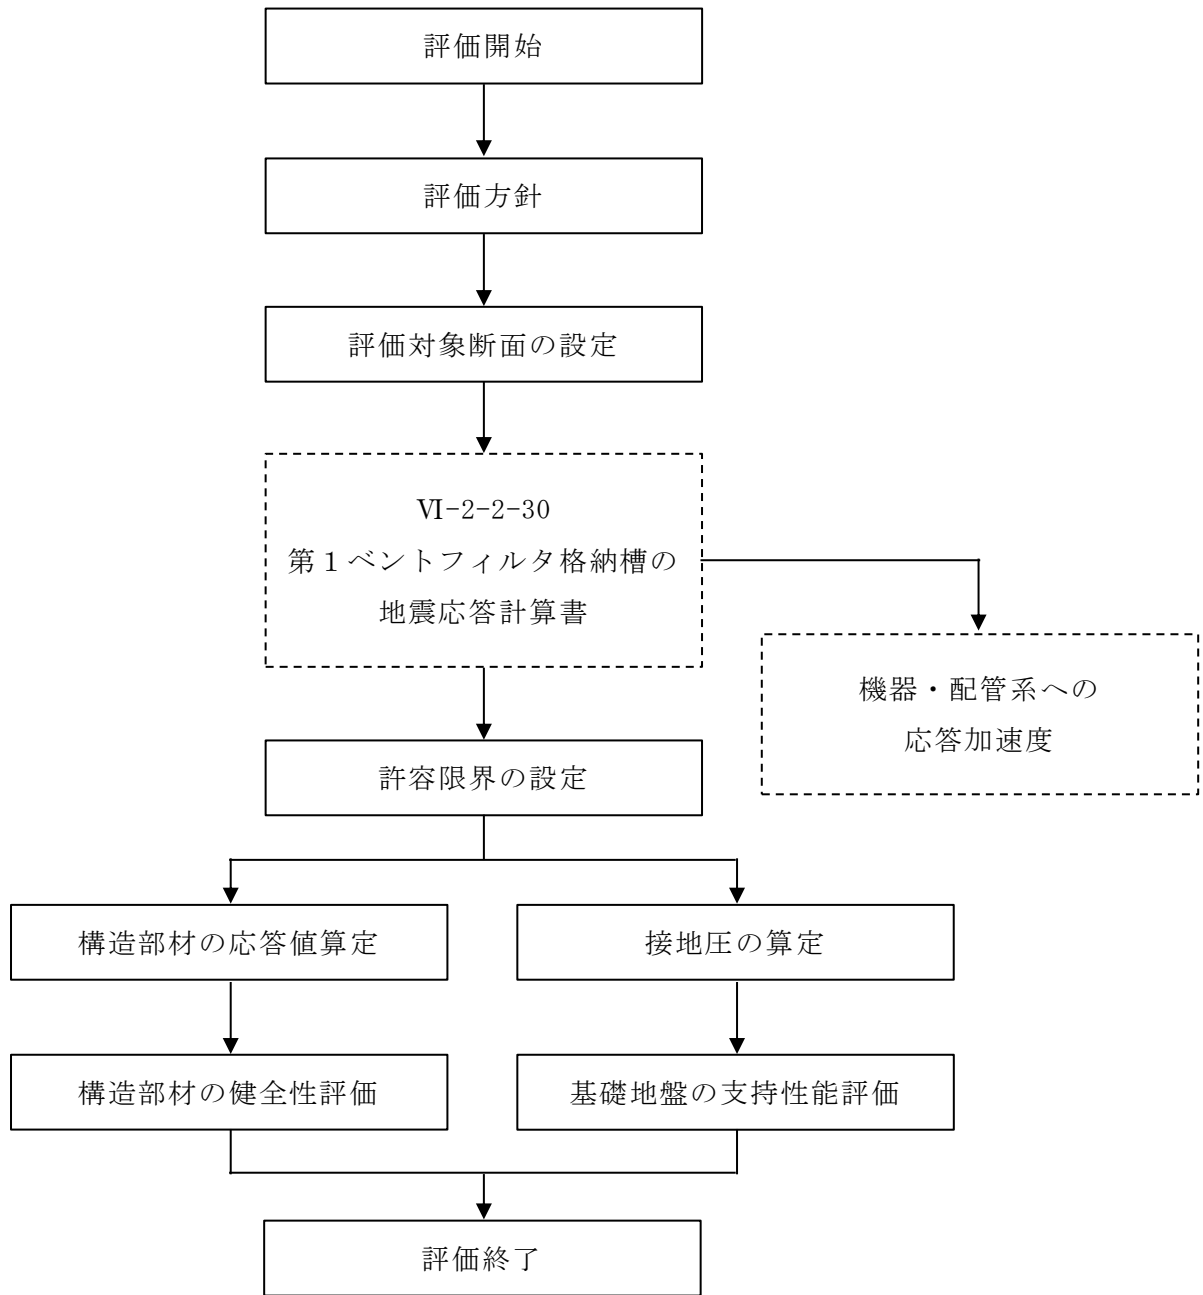 評価開始
評価方針
評価対象断面の設定
Ⅵ-2-2-30
第１ベントフィルタ格納槽の
地震応答計算書
機器・配管系への
応答加速度
許容限界の設定
構造部材の応答値算定
接地圧の算定
構造部材の健全性評価
基礎地盤の支持性能評価
評価終了